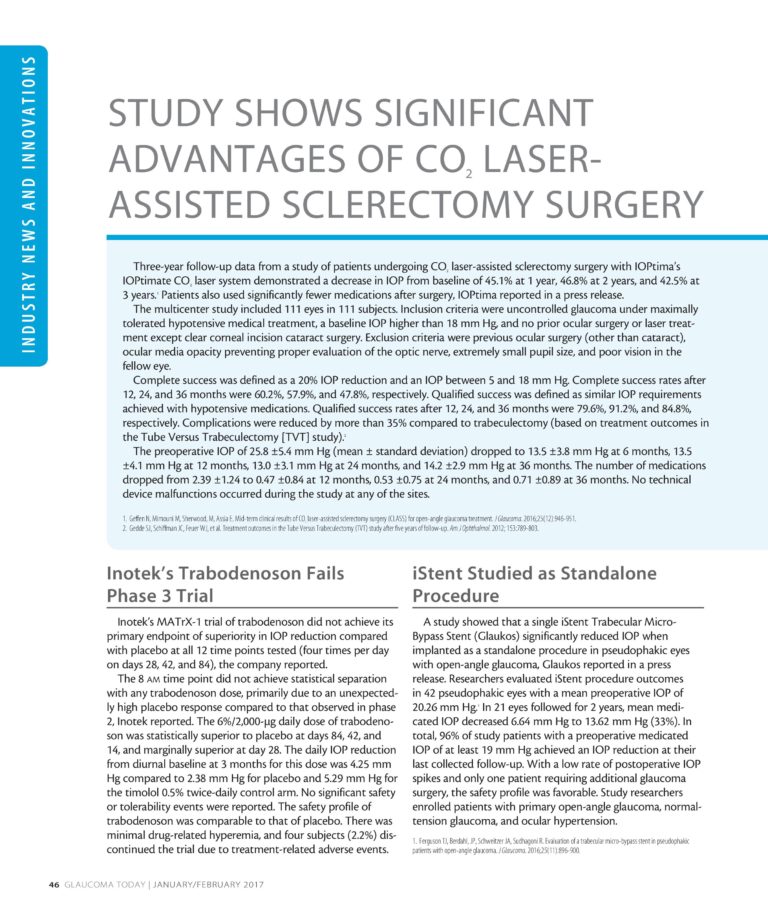 INDUSTRY NEWS AND INNOVATIONS
STUDY SHOWS SIGNIFICANT
ADVANTAGES OF CO₂ LASER-
ASSISTED SCLERECTOMY SURGERY
Three-year follow-up data from a study of patients undergoing CO₂ laser-assisted sclerectomy surgery with IOPtima's
IOPtimate CO₂ laser system demonstrated a decrease in IOP from baseline of 45.1% at 1 year, 46.8% at 2 years, and 42.5% at
3 years.¹ Patients also used significantly fewer medications after surgery, IOPtima reported in a press release.
The multicenter study included 111 eyes in 111 subjects. Inclusion criteria were uncontrolled glaucoma under maximally
tolerated hypotensive medical treatment, a baseline IOP higher than 18 mm Hg, and no prior ocular surgery or laser treat-
ment except clear corneal incision cataract surgery. Exclusion criteria were previous ocular surgery (other than cataract),
ocular media opacity preventing proper evaluation of the optic nerve, extremely small pupil size, and poor vision in the
fellow eye.
Complete success was defined as a 20% IOP reduction and an IOP between 5 and 18 mm Hg. Complete success rates after
12, 24, and 36 months were 60.2%, 57.9%, and 47.8%, respectively. Qualified success was defined as similar IOP requirements
achieved with hypotensive medications. Qualified success rates after 12, 24, and 36 months were 79.6%, 91.2%, and 84.8%,
respectively. Complications were reduced by more than 35% compared to trabeculectomy (based on treatment outcomes in
the Tube Versus Trabeculectomy [TVT] study).²
The preoperative IOP of 25.8 ±5.4 mm Hg (mean ± standard deviation) dropped to 13.5 ±3.8 mm Hg at 6 months, 13.5
±4.1 mm Hg at 12 months, 13.0 ±3.1 mm Hg at 24 months, and 14.2 ±2.9 mm Hg at 36 months. The number of medications
dropped from 2.39 ±1.24 to 0.47 ±0.84 at 12 months, 0.53 ±0.75 at 24 months, and 0.71 ±0.89 at 36 months. No technical
device malfunctions occurred during the study at any of the sites.
1. Geffen N, Mimouni M, Sherwood, M, Assia E. Mid-term clinical results of CO₂ laser-assisted sclerectomy surgery (CLASS) for open-angle glaucoma treatment. J Glaucoma. 2016;25(12):946-951.
2. Gedde SJ, Schiffman JC, Feuer WJ, et al. Treatment outcomes in the Tube Versus Trabeculectomy (TVT) study after five years of follow-up. Am J Ophthalmol. 2012; 153:789-803.
Inotek's Trabodenoson Fails
Phase 3 Trial
Inotek's MATrX-1 trial of trabodenoson did not achieve its
primary endpoint of superiority in IOP reduction compared
with placebo at all 12 time points tested (four times per day
on days 28, 42, and 84), the company reported.
The 8 AM time point did not achieve statistical separation
with any trabodenoson dose, primarily due to an unexpected-
ly high placebo response compared to that observed in phase
2, Inotek reported. The 6%/2,000-µg daily dose of trabodeno-
son was statistically superior to placebo at days 84, 42, and
14, and marginally superior at day 28. The daily IOP reduction
from diurnal baseline at 3 months for this dose was 4.25 mm
Hg compared to 2.38 mm Hg for placebo and 5.29 mm Hg for
the timolol 0.5% twice-daily control arm. No significant safety
or tolerability events were reported. The safety profile of
trabodenoson was comparable to that of placebo. There was
minimal drug-related hyperemia, and four subjects (2.2%) dis-
continued the trial due to treatment-related adverse events.
iStent Studied as Standalone
Procedure
A study showed that a single iStent Trabecular Micro-
Bypass Stent (Glaukos) significantly reduced IOP when
implanted as a standalone procedure in pseudophakic eyes
with open-angle glaucoma, Glaukos reported in a press
release. Researchers evaluated iStent procedure outcomes
in 42 pseudophakic eyes with a mean preoperative IOP of
20.26 mm Hg.¹ In 21 eyes followed for 2 years, mean medi-
cated IOP decreased 6.64 mm Hg to 13.62 mm Hg (33%). In
total, 96% of study patients with a preoperative medicated
IOP of at least 19 mm Hg achieved an IOP reduction at their
last collected follow-up. With a low rate of postoperative IOP
spikes and only one patient requiring additional glaucoma
surgery, the safety profile was favorable. Study researchers
enrolled patients with primary open-angle glaucoma, normal-
tension glaucoma, and ocular hypertension.
1. Ferguson TJ, Berdahl, JP, Schweitzer JA, Sudhagoni R. Evaluation of a trabecular micro-bypass stent in pseudophakic
patients with open-angle glaucoma. J Glaucoma. 2016;25(11):896-900.
46 GLAUCOMA TODAY | JANUARY/FEBRUARY 2017